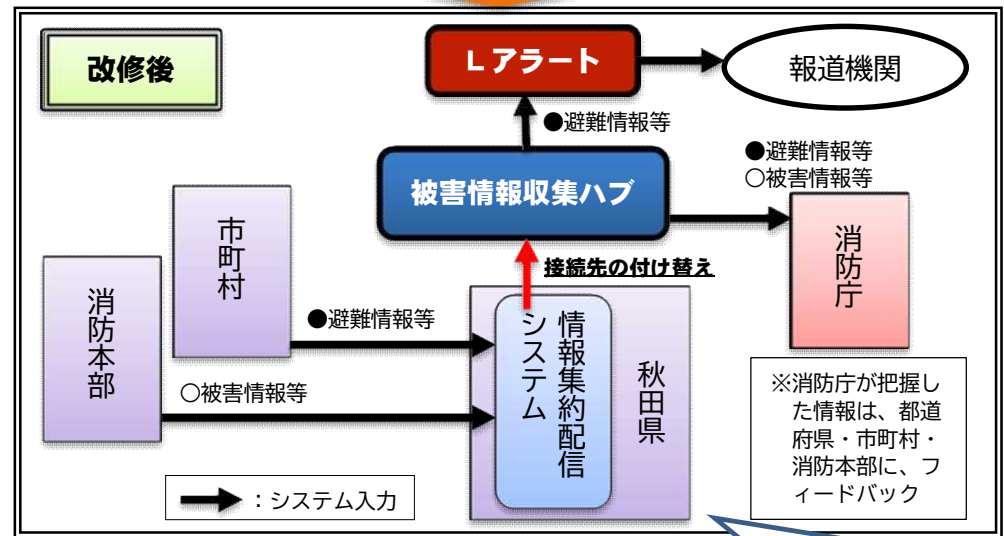 改修後
Lアラート
報道機関
●避難情報等
被害情報収集ハブ
●避難情報等
○被害情報等
消防庁
接続先の付け替え
市町村
消防本部
●避難情報等
○被害情報等
情報集約配信
システム
秋田県
※消防庁が把握し
た情報は、都道
府県・市町村・
消防本部に、フ
ィードバック
：システム入力